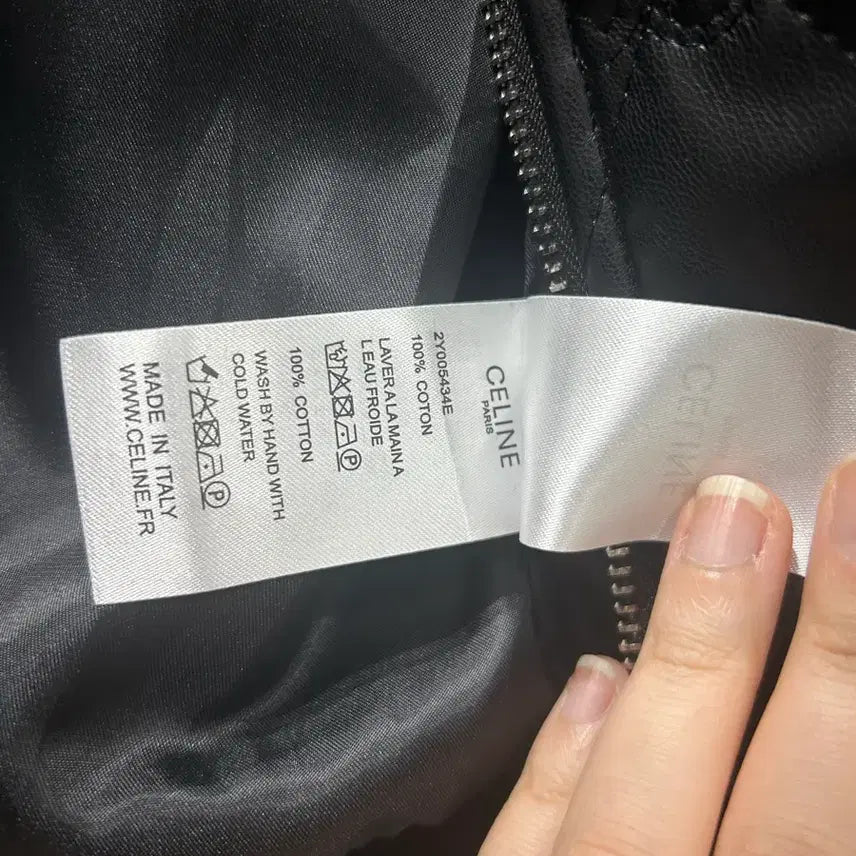 CELINE
PARIS
2Y005434E
100% COTON
LAVER A LA MAIN A
L EAU FROIDE
P
100% COTTON
WASH BY HAND WITH
COLD WATER
P
MADE IN ITALY
WWW.CELINE.FR